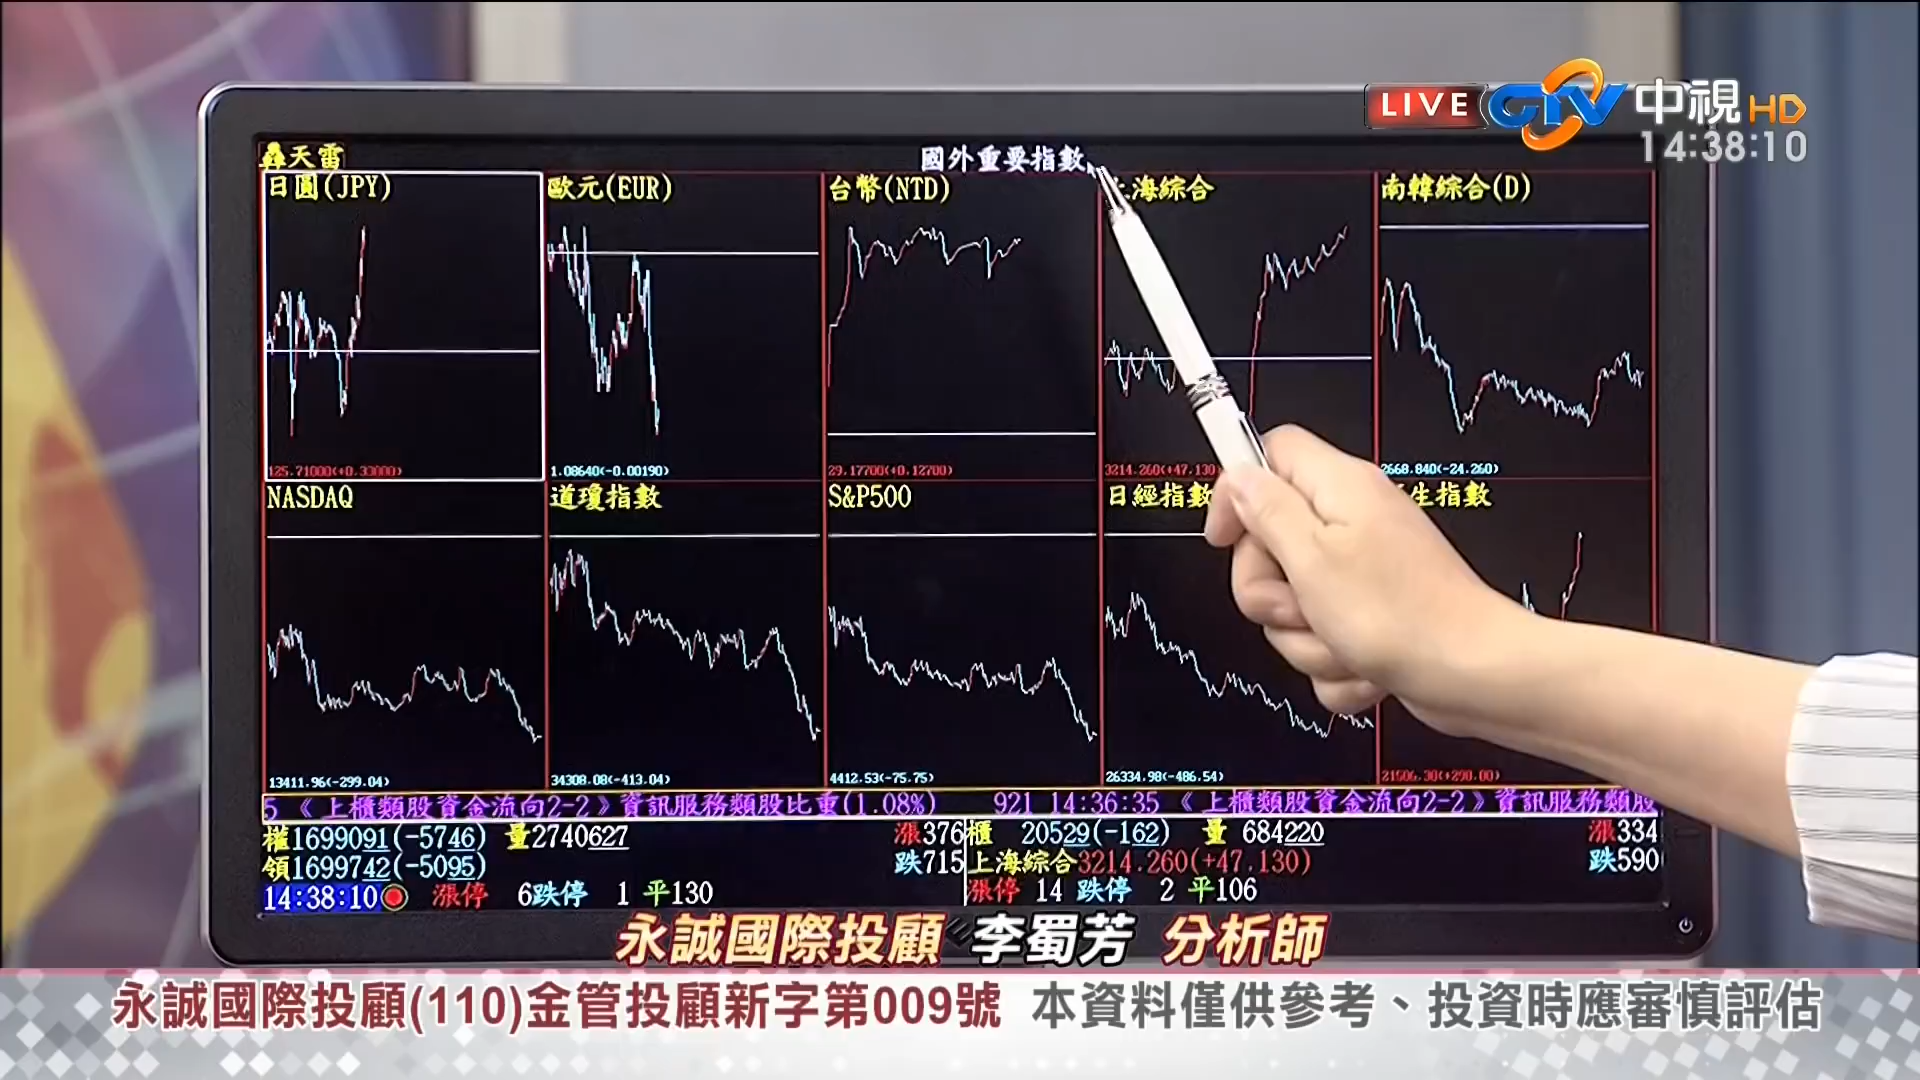 LIVE CTV 中視 HD
14:38:10
轟天雷
國外重要指數
日圓(JPY)
歐元(EUR)
台幣(NTD)
海綜合
南韓綜合(D)
125.71000(+0.33000)
1.08640(-0.00190)
29.17700(+0.12700)
3214.260(+47.130)
2668.840(-24.260)
NASDAQ
道瓊指數
S&P500
日經指數
生指數
13411.96(-299.04)
34308.08(-413.04)
4412.53(-75.75)
26334.98(-486.54)
21506.30(+298.00)
5 《上櫃類股資金流向2-2》資訊服務類股比重(1.08%) 921 14:36:35 《上櫃類股資金流向2-2》資訊服務類股
權1699091(-5746) 量2740627 漲376 櫃 20529(-162) 量 684220 漲334
領1699742(-5095) 跌715 上海綜合3214.260(+47.130) 跌590
14:38:10 漲停 6跌停 1 平130 漲停 14 跌停 2 平106
永誠國際投顧 李蜀芳 分析師
永誠國際投顧(110)金管投顧新字第009號 本資料僅供參考、投資時應審慎評估